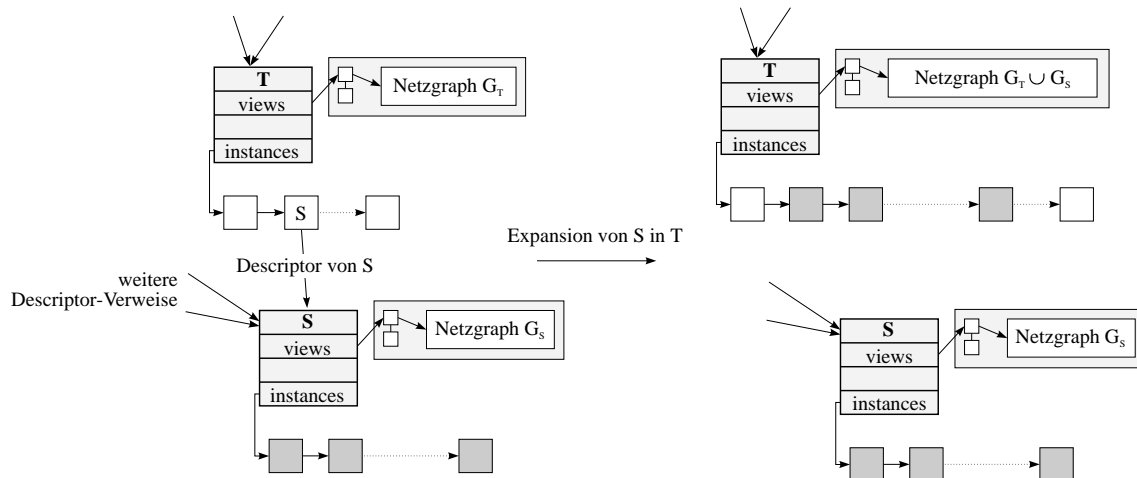 T
views
instances
Netzgraph G_T
S
Descriptor von S
weitere
Descriptor-Verweise
S
views
instances
Netzgraph G_S
Expansion von S in T
T
views
instances
Netzgraph G_T ∪ G_S
S
views
instances
Netzgraph G_S